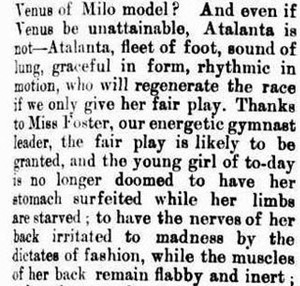 Venus of Milo model? And even if
Venus be unattainable, Atalanta is
not—Atalanta, fleet of foot, sound of
lung, graceful in form, rhythmic in
motion, who will regenerate the race
if we only give her fair play. Thanks
to Miss Foster, our energetic gymnast
leader, the fair play is likely to be
granted, and the young girl of to-day
is no longer doomed to have her
stomach surfeited while her limbs
are starved; to have the nerves of her
back irritated to madness by the
dictates of fashion, while the muscles
of her back remain flabby and inert;